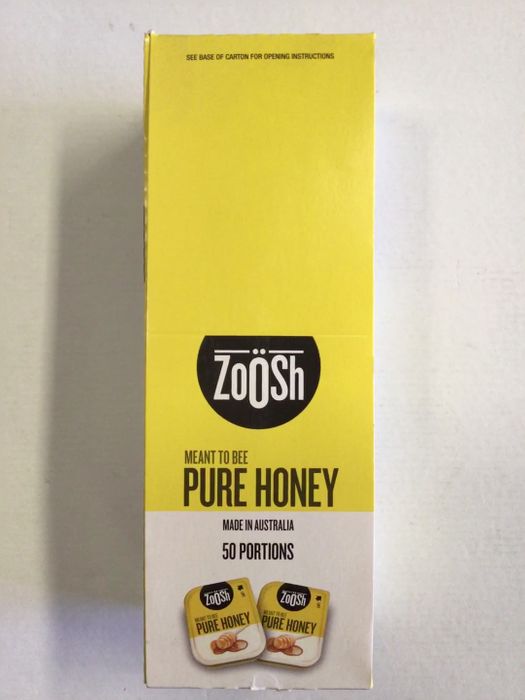 SEE BASE OF CARTON FOR OPENING INSTRUCTIONS
ZoÖSh
MEANT TO BEE
PURE HONEY
MADE IN AUSTRALIA
50 PORTIONS
ZoÖSh
MEANT TO BEE
PURE HONEY
ZoÖSh
MEANT TO BEE
PURE HONEY